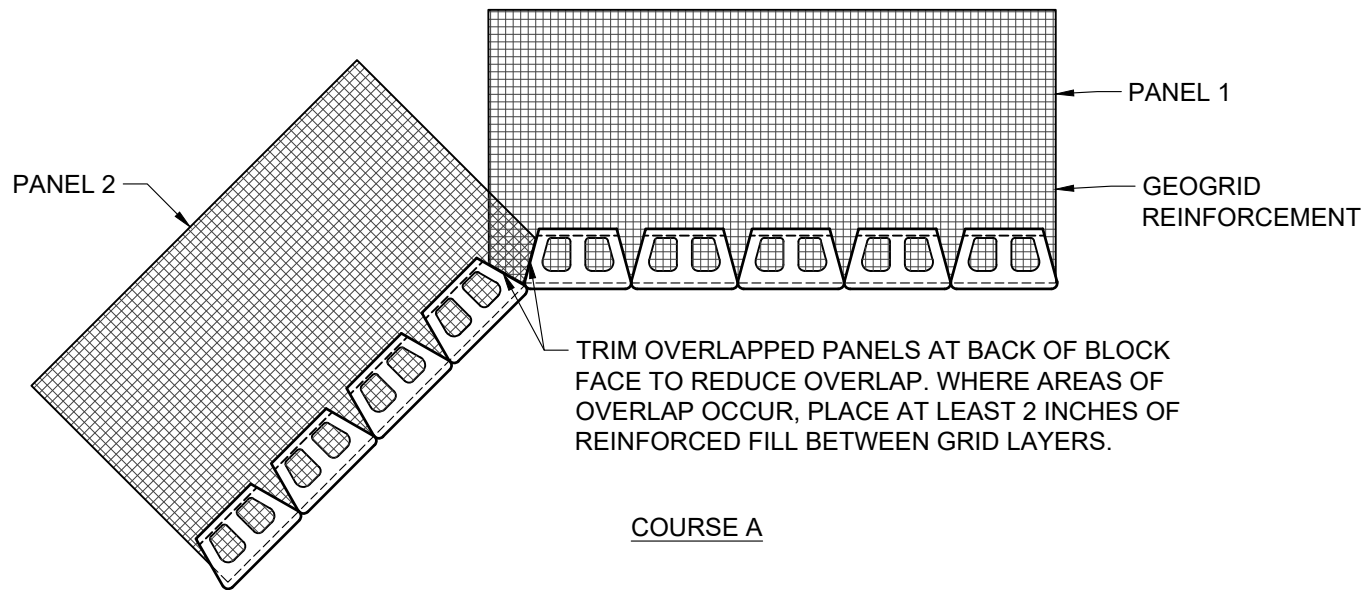 PANEL 1
PANEL 2
GEOGRID
REINFORCEMENT
TRIM OVERLAPPED PANELS AT BACK OF BLOCK
FACE TO REDUCE OVERLAP. WHERE AREAS OF
OVERLAP OCCUR, PLACE AT LEAST 2 INCHES OF
REINFORCED FILL BETWEEN GRID LAYERS.
COURSE A